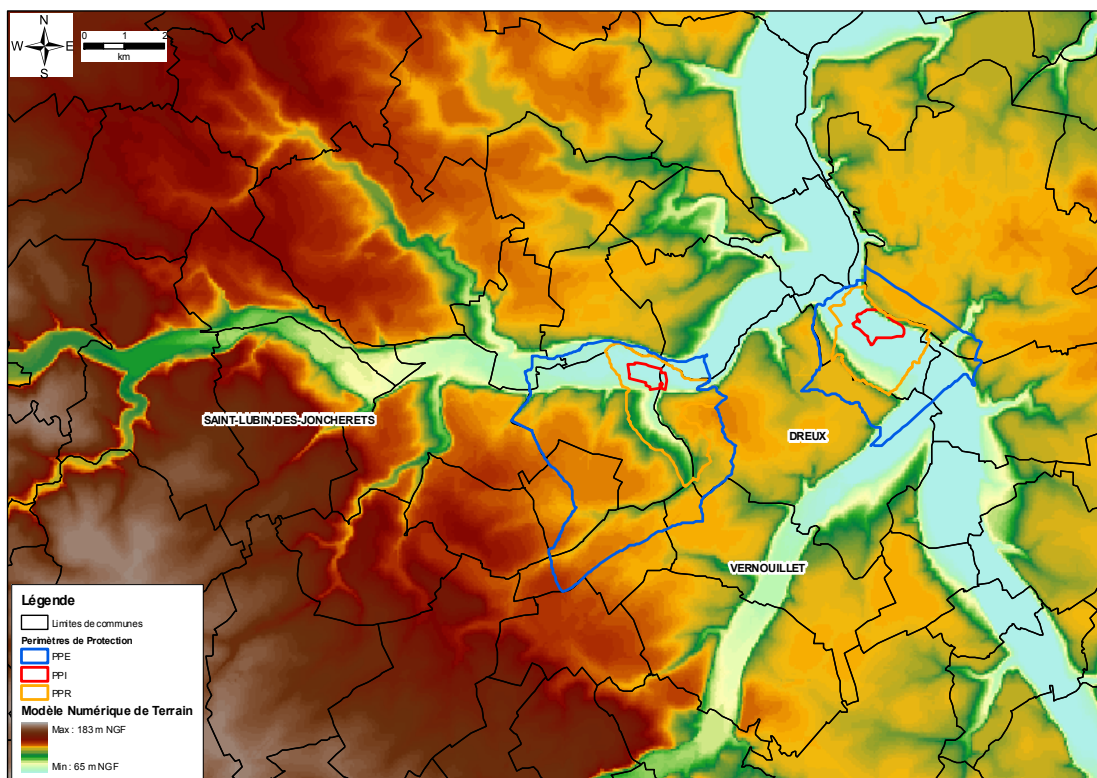 N
W E
S
0 1 2
km
SAINT-LUBIN-DES-JONCHERETS
DREUX
VERNOUILLET
Légende
Limites de communes
Perimètres de Protection
PPE
PPI
PPR
Modèle Numérique de Terrain
Max : 183 m NGF
Min : 65 m NGF